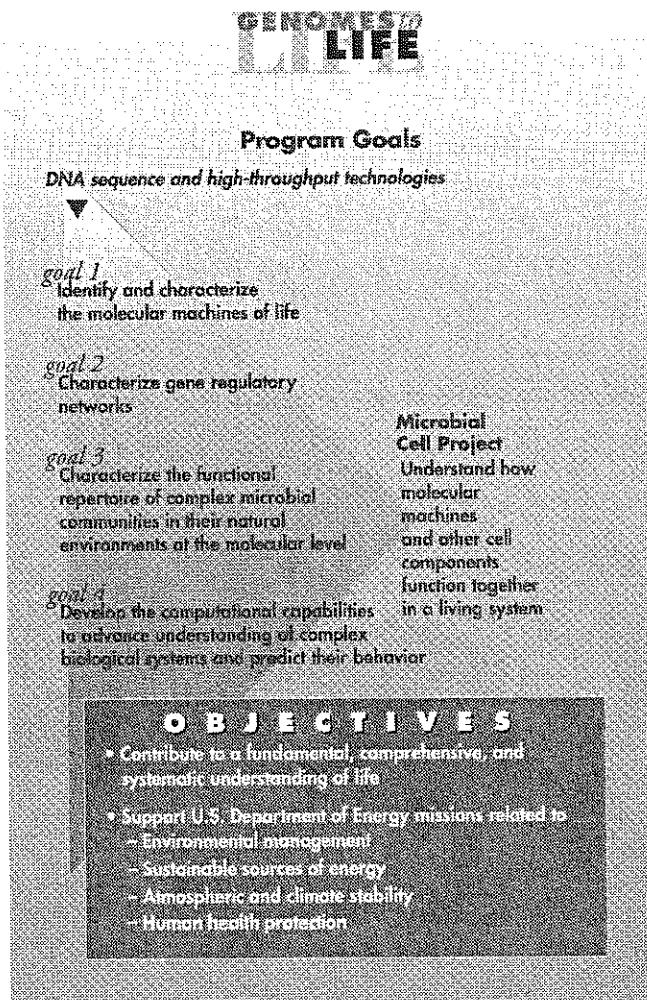 GENOMES to
LIFE
Program Goals
DNA sequence and high-throughput technologies
goal 1
Identify and characterize
the molecular machines of life
goal 2
Characterize gene regulatory
networks
goal 3
Characterize the functional
repertoire of complex microbial
communities in their natural
environments at the molecular level
goal 4
Develop the computational capabilities
to advance understanding of complex
biological systems and predict their behavior
Microbial
Cell Project
Understand how
molecular
machines
and other cell
components
function together
in a living system
OBJECTIVES
• Contribute to a fundamental, comprehensive, and
systematic understanding of life
• Support U.S. Department of Energy missions related to
– Environmental management
– Sustainable sources of energy
– Atmospheric and climate stability
– Human health protection